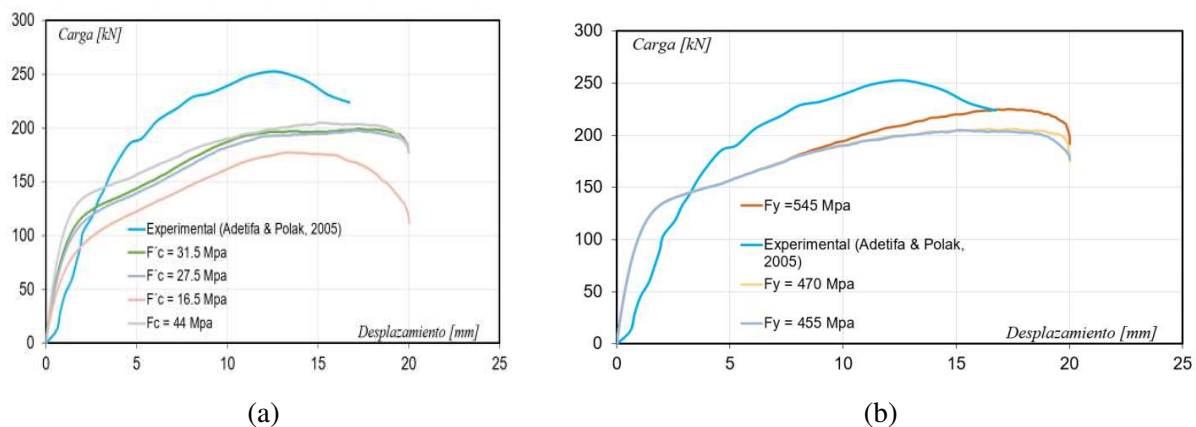 300
250
200
150
100
50
0
Carga [kN]
Experimental (Adetifa & Polak, 2005)
F´c = 31.5 Mpa
F´c = 27.5 Mpa
F´c = 16.5 Mpa
Fc = 44 Mpa
Desplazamiento [mm]
0 5 10 15 20 25
(a)
300
250
200
150
100
50
0
Carga [kN]
Fy =545 Mpa
Experimental (Adetifa & Polak,
2005)
Fy = 470 Mpa
Fy = 455 Mpa
Desplazamiento [mm]
0 5 10 15 20 25
(b)